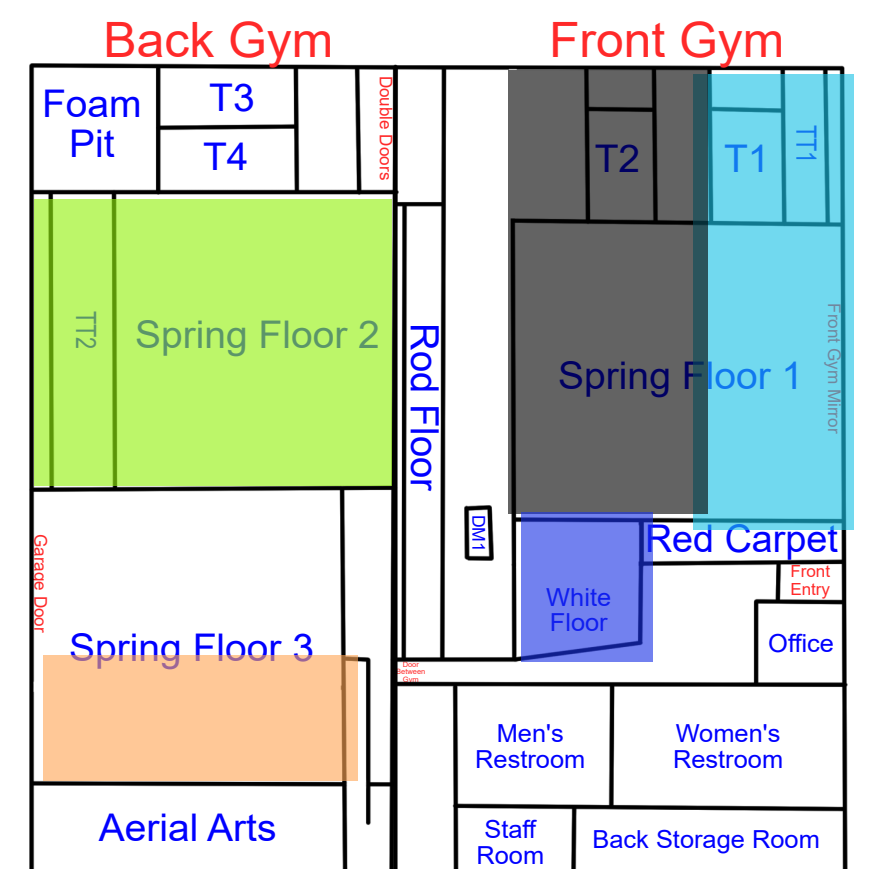 Back Gym
Front Gym
Foam
Pit
T3
T4
Double Doors
T2
T1
TT1
TT2
Spring Floor 2
Rod Floor
Spring Floor 1
Front Gym Mirror
DM1
Red Carpet
Garage Door
White
Floor
Front
Entry
Office
Spring Floor 3
Door
Between
Gym
Men's
Restroom
Women's
Restroom
Aerial Arts
Staff
Room
Back Storage Room